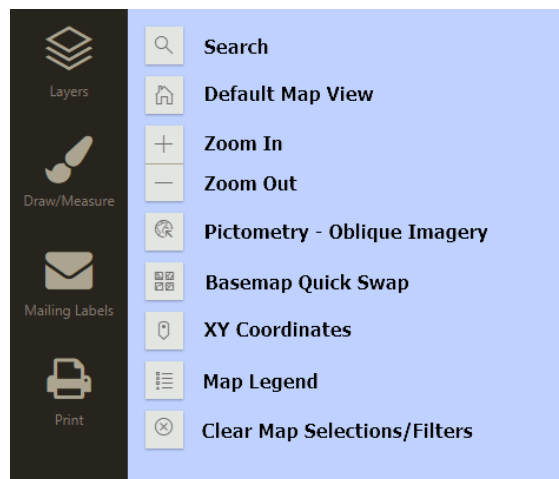 Layers
Draw/Measure
Mailing Labels
Print
Search
Default Map View
Zoom In
Zoom Out
Pictometry - Oblique Imagery
Basemap Quick Swap
XY Coordinates
Map Legend
Clear Map Selections/Filters